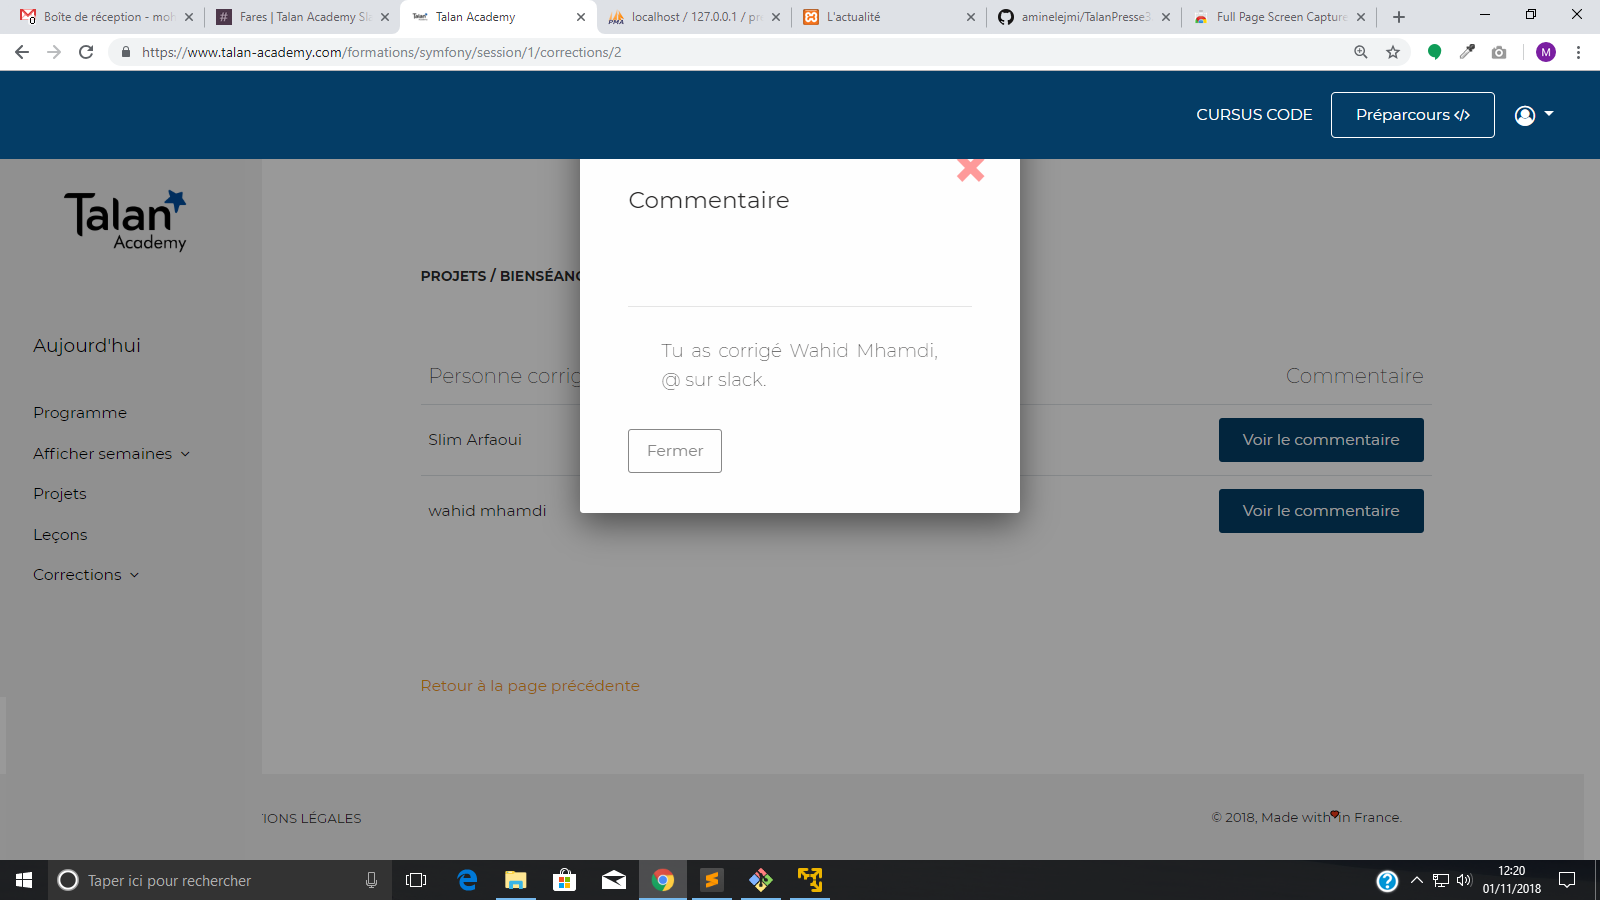 Boîte de réception - moh
Fares | Talan Academy Sla
Talan Academy
localhost / 127.0.0.1 / pr
L'actualité
aminelejmi/TalanPresse3
Full Page Screen Capture
https://www.talan-academy.com/formations/symfony/session/1/corrections/2
M
CURSUS CODE
Préparcours </>
Talan
Academy
Commentaire
PROJETS / BIENSÉANC
Aujourd'hui
Tu as corrigé Wahid Mhamdi,
@ sur slack.
Personne corrig
Commentaire
Programme
Slim Arfaoui
Voir le commentaire
Afficher semaines
Fermer
Projets
wahid mhamdi
Voir le commentaire
Leçons
Corrections
Retour à la page précédente
TIONS LÉGALES
© 2018, Made with in France.
Taper ici pour rechercher
12:20
01/11/2018